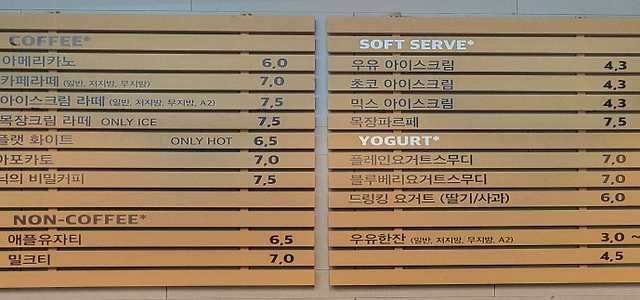 COFFEE*
아메리카노 6,0
카페라떼 (일반, 저지방, 무지방) 7,0
아이스크림 라떼 (일반, 저지방, 무지방, A2) 7,5
목장크림 라떼 ONLY ICE 7,5
플랫 화이트 ONLY HOT 6,5
아포카토 7,0
비밀커피 7,5
NON-COFFEE*
애플유자티 6,5
밀크티 7,0
SOFT SERVE*
우유 아이스크림 4,3
초코 아이스크림 4,3
믹스 아이스크림 4,3
목장파르페 7,5
YOGURT*
플레인요거트스무디 7,0
블루베리요거트스무디 7,0
드링킹 요거트 (딸기/사과) 6,0
우유한잔 (일반, 저지방, 무지방, A2) 3,0 ~
4,5